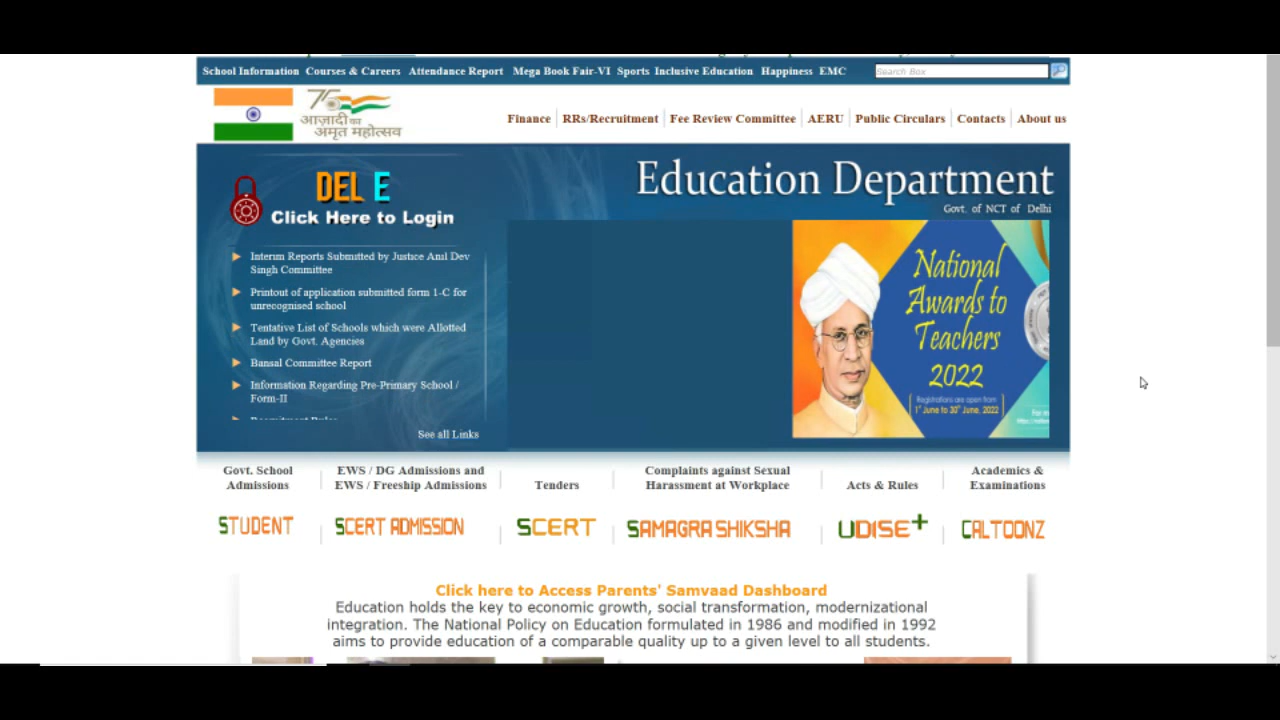 School Information Courses & Careers Attendance Report Mega Book Fair-VI Sports Inclusive Education Happiness EMC Search Box
75
आज़ादी का
अमृत महोत्सव
Finance RRs/Recruitment Fee Review Committee AERU Public Circulars Contacts About us
DEL E
Click Here to Login
Education Department
Govt. of NCT of Delhi
Interim Reports Submitted by Justice Anil Dev
Singh Committee
Printout of application submitted form 1-C for
unrecognised school
Tentative List of Schools which were Allotted
Land by Govt. Agencies
Bansal Committee Report
Information Regarding Pre-Primary School /
Form-II
See all Links
National
Awards to
Teachers
2022
Registrations are open from
1st June to 30th June, 2022
Govt. School
Admissions
EWS / DG Admissions and
EWS / Freeship Admissions
Tenders
Complaints against Sexual
Harassment at Workplace
Acts & Rules
Academics &
Examinations
STUDENT SCERT ADMISSION SCERT SAMAGRA SHIKSHA UDISE+ CALTOONZ
Click here to Access Parents' Samvaad Dashboard
Education holds the key to economic growth, social transformation, modernizational
integration. The National Policy on Education formulated in 1986 and modified in 1992
aims to provide education of a comparable quality up to a given level to all students.